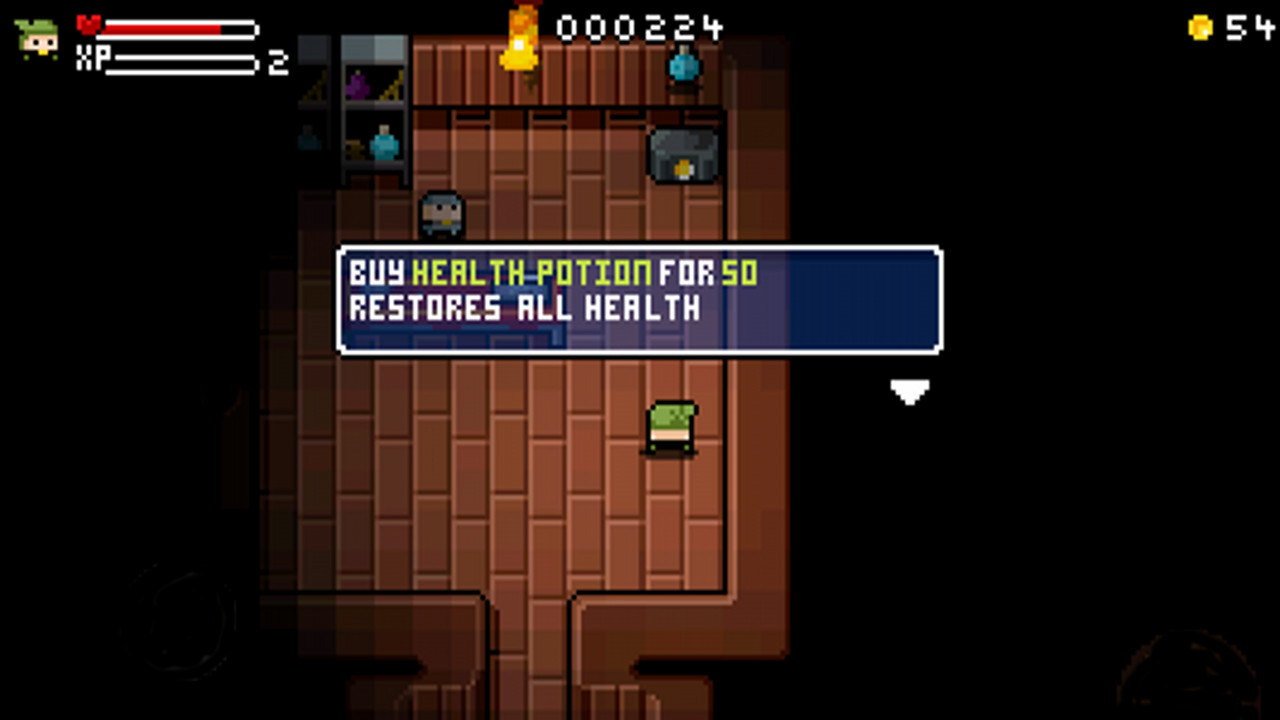 000224
54
XP 2
BUY HEALTH POTION FOR 50
RESTORES ALL HEALTH